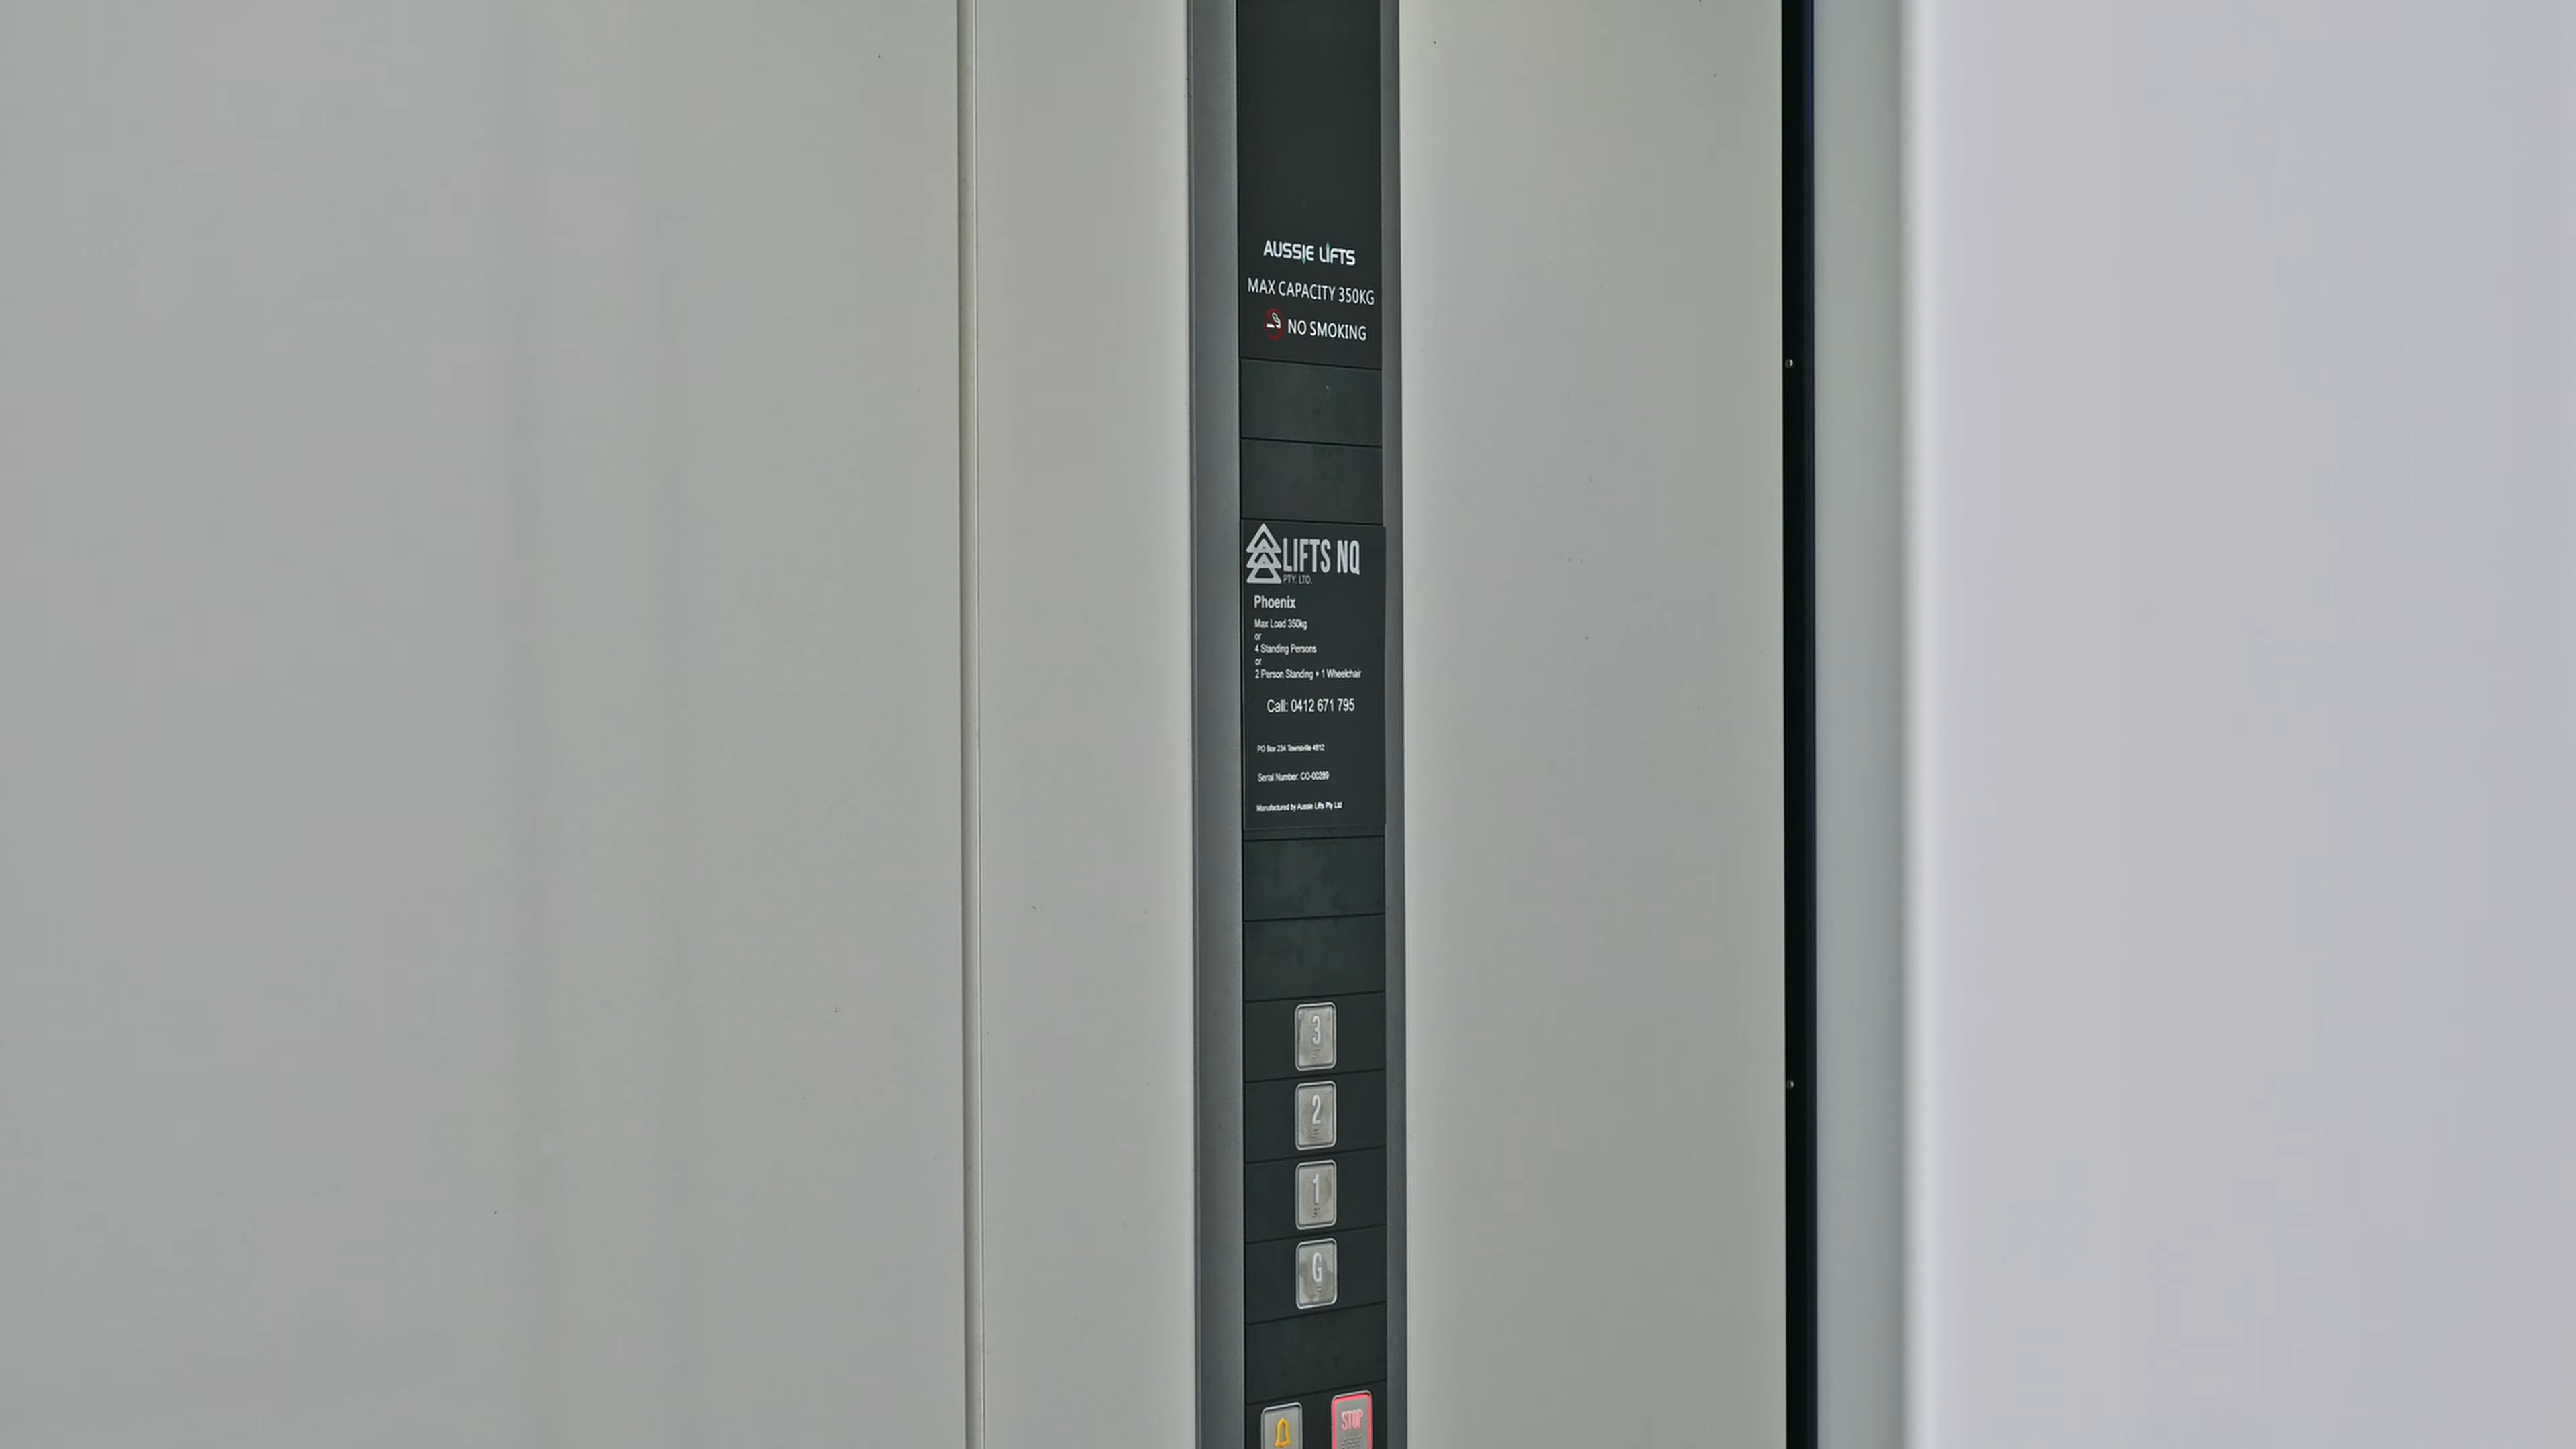 AUSSIE LIFTS
MAX CAPACITY 350KG
NO SMOKING
LIFTS NQ
PTY. LTD.
Phoenix
Max Load 350kg
or
4 Standing Persons
or
2 Person Standing + 1 Wheelchair
Call: 0412 671 795
PO Box 234 Townsville 4812
Serial Number: CO-00289
Manufactured by Aussie Lifts Pty Ltd
3
2
1
G
STOP